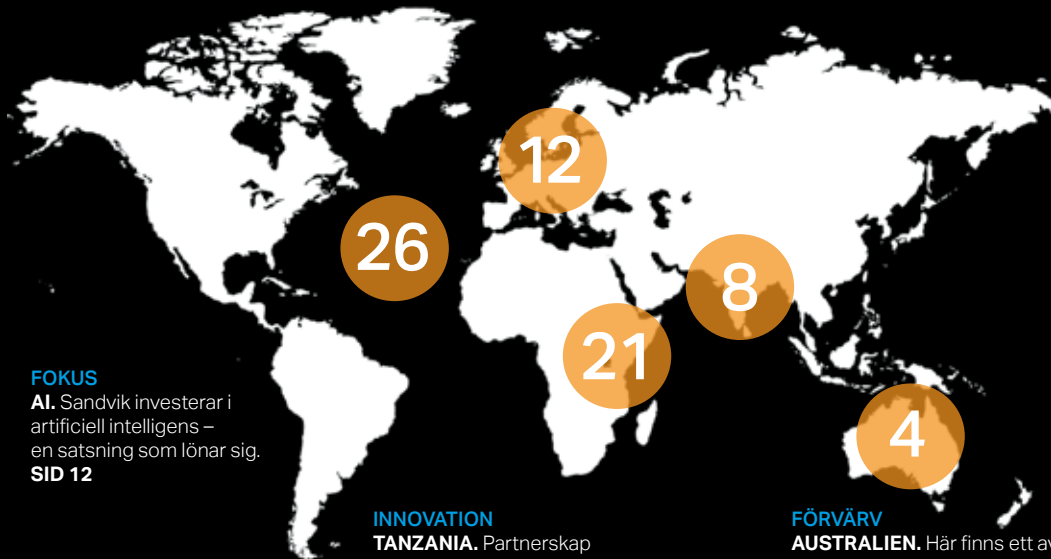 12
26
8
21
4
FOKUS
AI. Sandvik investerar i
artificiell intelligens –
en satsning som lönar sig.
SID 12
INNOVATION
TANZANIA. Partnerskap
FÖRVÄRV
AUSTRALIEN. Här finns ett av